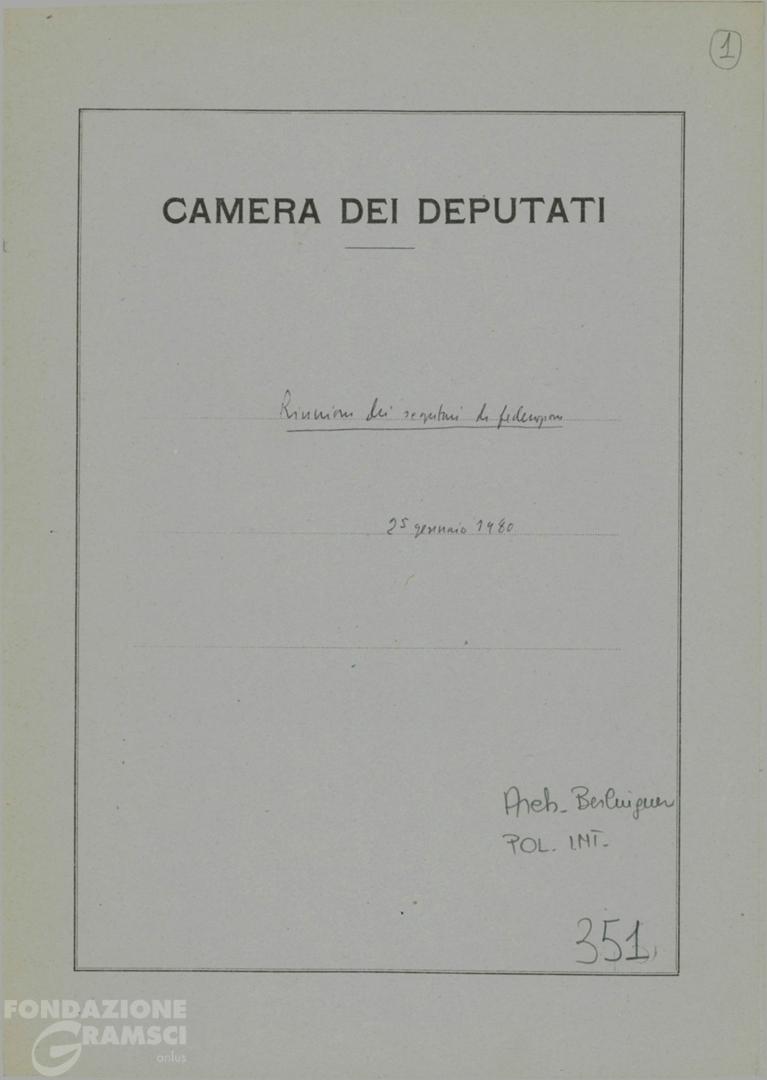 1
CAMERA DEI DEPUTATI
Riunione dei segretari di federazione
25 gennaio 1980
Arch. Berlinguer
POL. INT.
351
FONDAZIONE
GRAMSCI
onlus